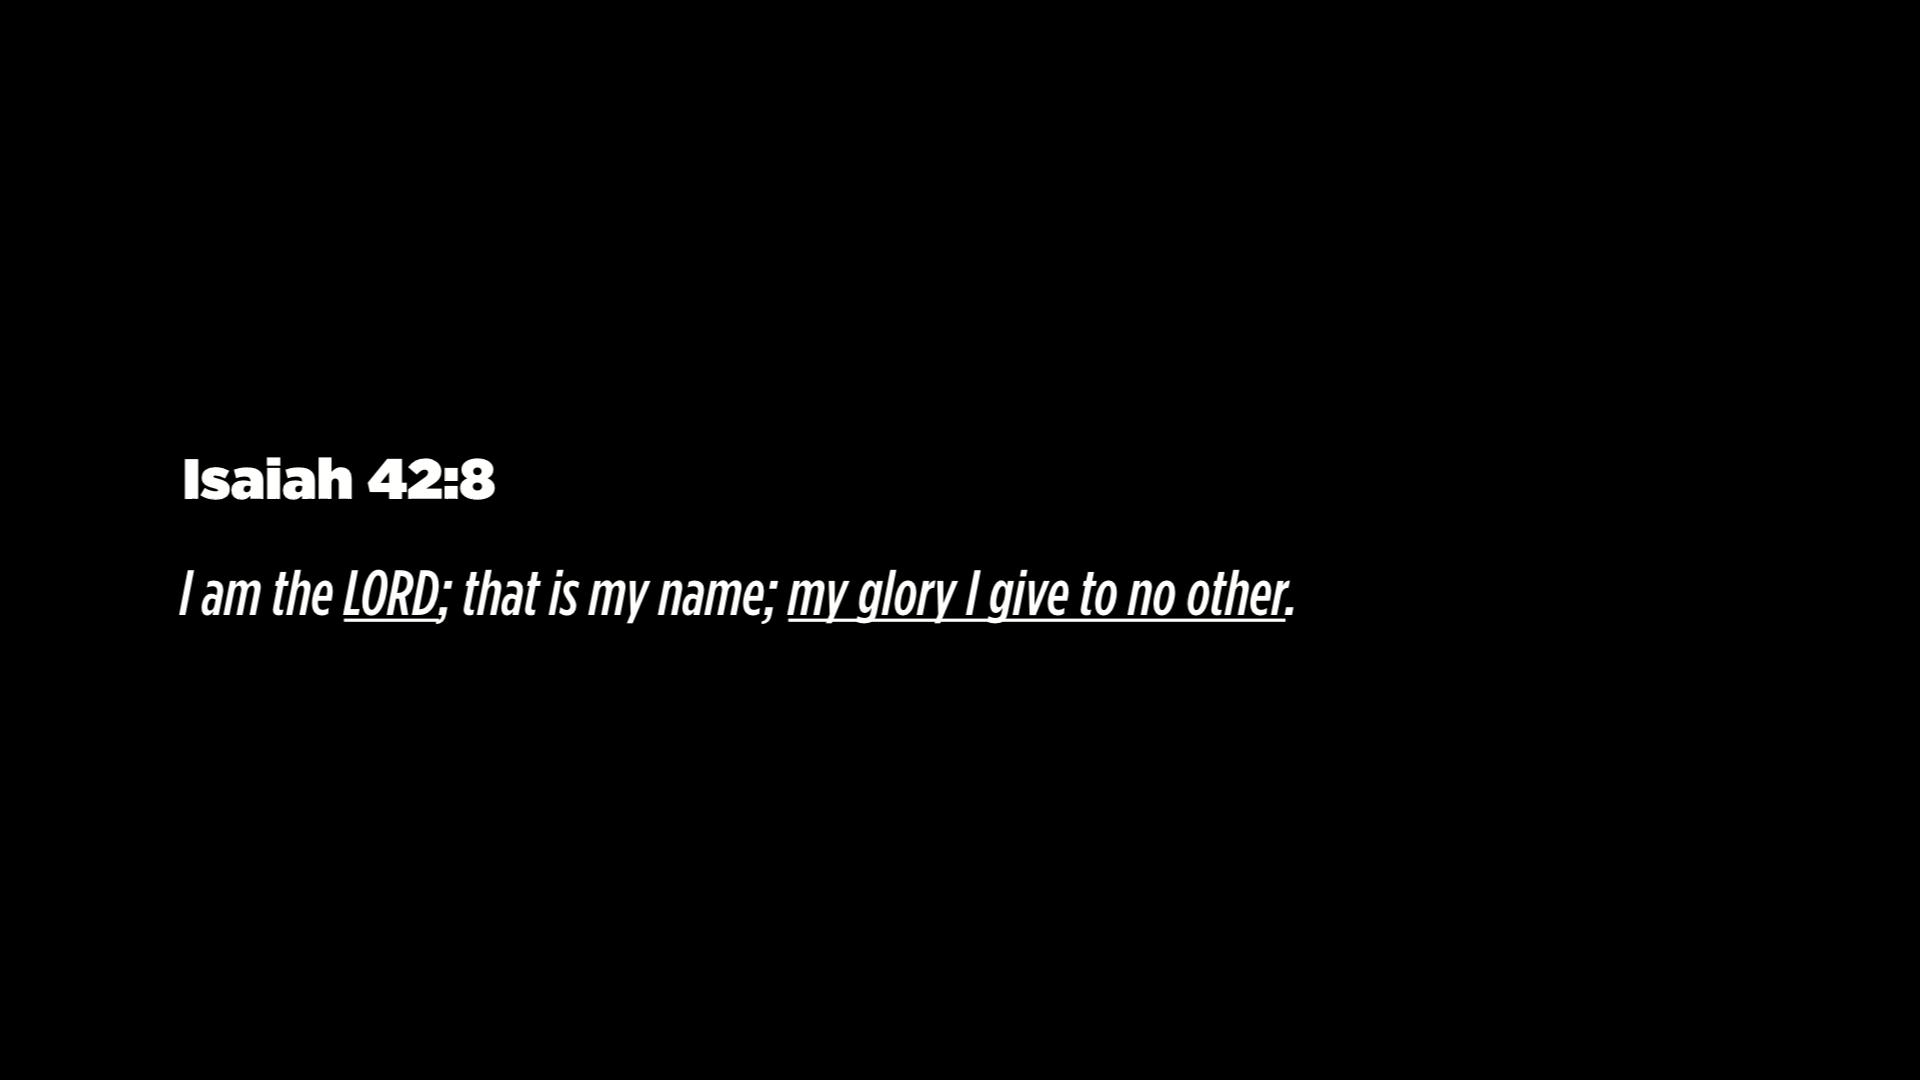 Isaiah 42:8
I am the LORD; that is my name; my glory I give to no other.